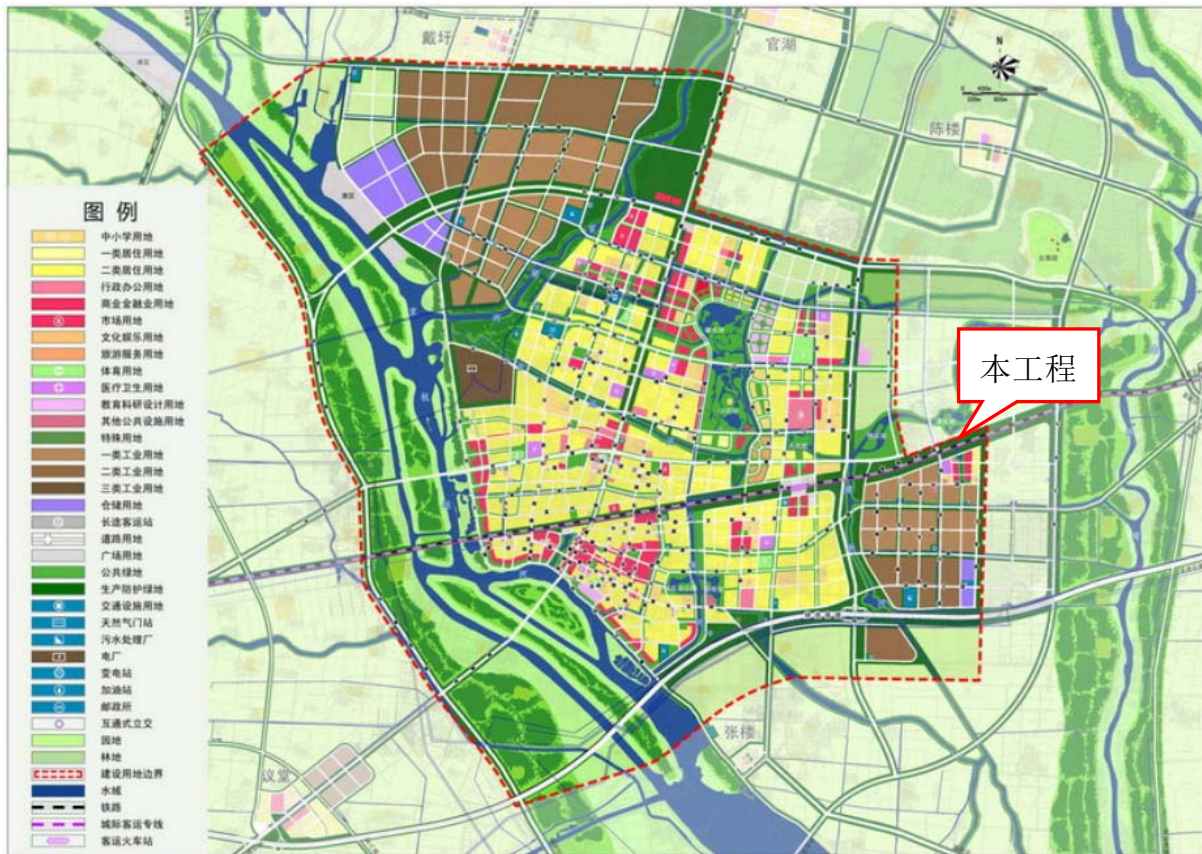 戴圩
官湖
N
陈楼
港区
港区
本工程
张楼
议堂
图例
中小学用地
一类居住用地
二类居住用地
行政办公用地
商业金融业用地
市场用地
文化娱乐用地
旅游服务用地
体育用地
医疗卫生用地
教育科研设计用地
其他公共设施用地
特殊用地
一类工业用地
二类工业用地
三类工业用地
仓储用地
长途客运站
道路用地
广场用地
公共绿地
生产防护绿地
交通设施用地
天然气门站
污水处理厂
电厂
变电站
加油站
邮政所
互通式立交
园地
林地
建设用地边界
水域
铁路
城际客运专线
客运火车站